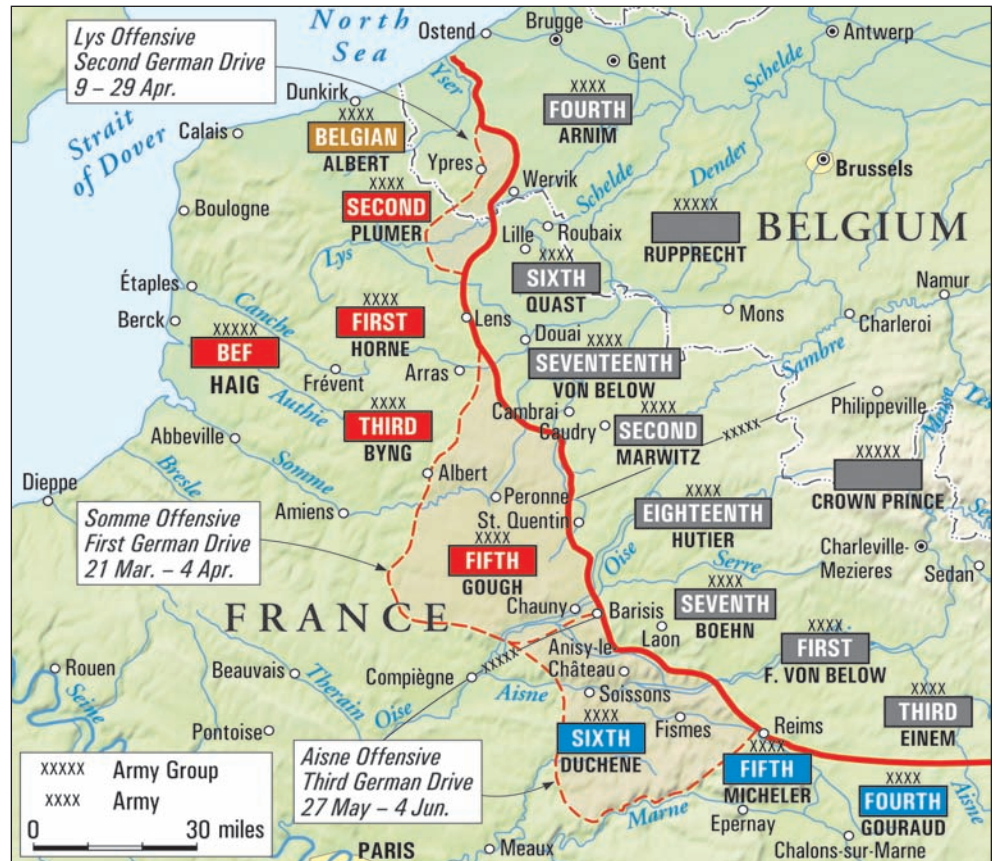 Lys Offensive
Second German Drive
9 – 29 Apr.
North
Sea
Ostend
Brugge
Antwerp
Gent
Schelde
Yser
Dunkirk
Strait
of Dover
Calais
XXXX
BELGIAN
ALBERT
XXXX
FOURTH
ARNIM
Ypres
Wervik
Schelde
Dender
Brussels
Boulogne
XXXX
SECOND
PLUMER
Lille
Roubaix
XXXXX
RUPPRECHT
BELGIUM
Lys
XXXX
SIXTH
QUAST
Étaples
Canche
Berck
XXXX
FIRST
HORNE
Lens
Douai
Mons
Namur
Charleroi
XXXXX
BEF
HAIG
Frévent
Arras
XXXX
SEVENTEENTH
VON BELOW
Sambre
Authie
XXXX
THIRD
BYNG
Cambrai
Caudry
XXXX
SECOND
MARWITZ
XXXXX
Philippeville
Meuse
Abbeville
Somme
Bresle
Dieppe
Albert
XXXXX
CROWN PRINCE
Amiens
Peronne
St. Quentin
XXXX
EIGHTEENTH
HUTIER
Somme Offensive
First German Drive
21 Mar. – 4 Apr.
XXXX
FIFTH
GOUGH
Oise
Serre
Charleville-
Mezieres
Sedan
FRANCE
Chauny
Barisis
XXXX
SEVENTH
BOEHN
Laon
XXXX
FIRST
F. VON BELOW
Rouen
Seine
Beauvais
Therain
Compiègne
XXXXX
Anisy-le-
Château
Aisne
Soissons
Oise
Pontoise
XXXX
SIXTH
DUCHENE
Fismes
Reims
XXXX
THIRD
EINEM
Aisne Offensive
Third German Drive
27 May – 4 Jun.
XXXX
FIFTH
MICHELER
XXXX
FOURTH
GOURAUD
Aisne
Marne
Epernay
Chalons-sur-Marne
Meaux
PARIS
XXXXX Army Group
XXXX Army
0 30 miles